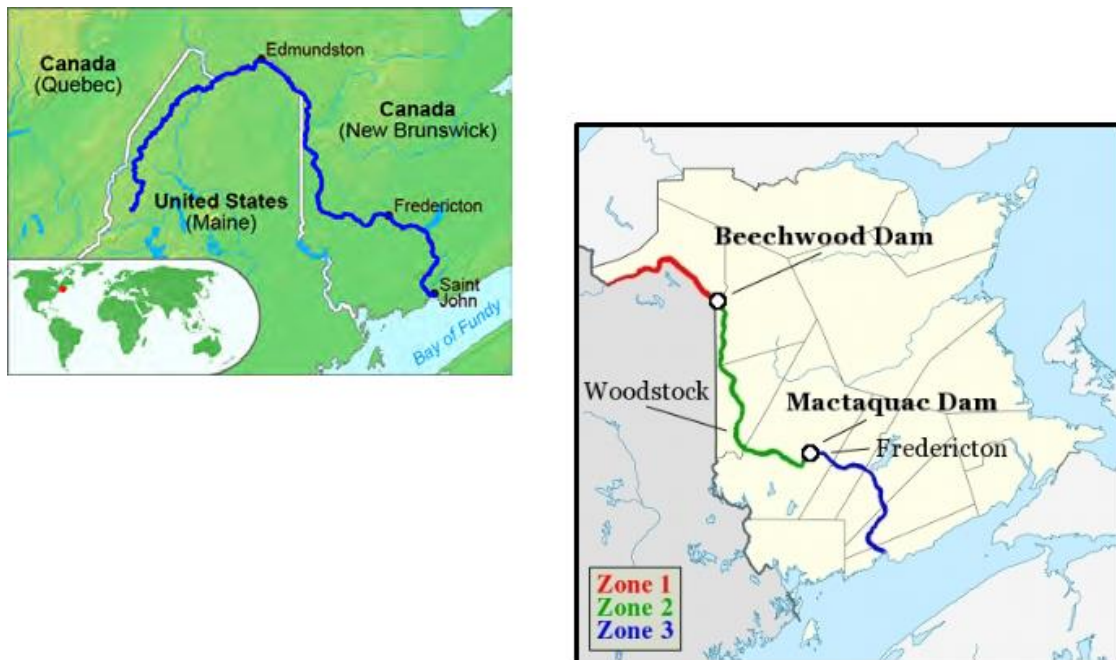 Edmundston
Canada
(Quebec)
Canada
(New Brunswick)
United States
(Maine)
Fredericton
Saint
John
Bay of Fundy
Beechwood Dam
Woodstock
Mactaquac Dam
Fredericton
Zone 1
Zone 2
Zone 3